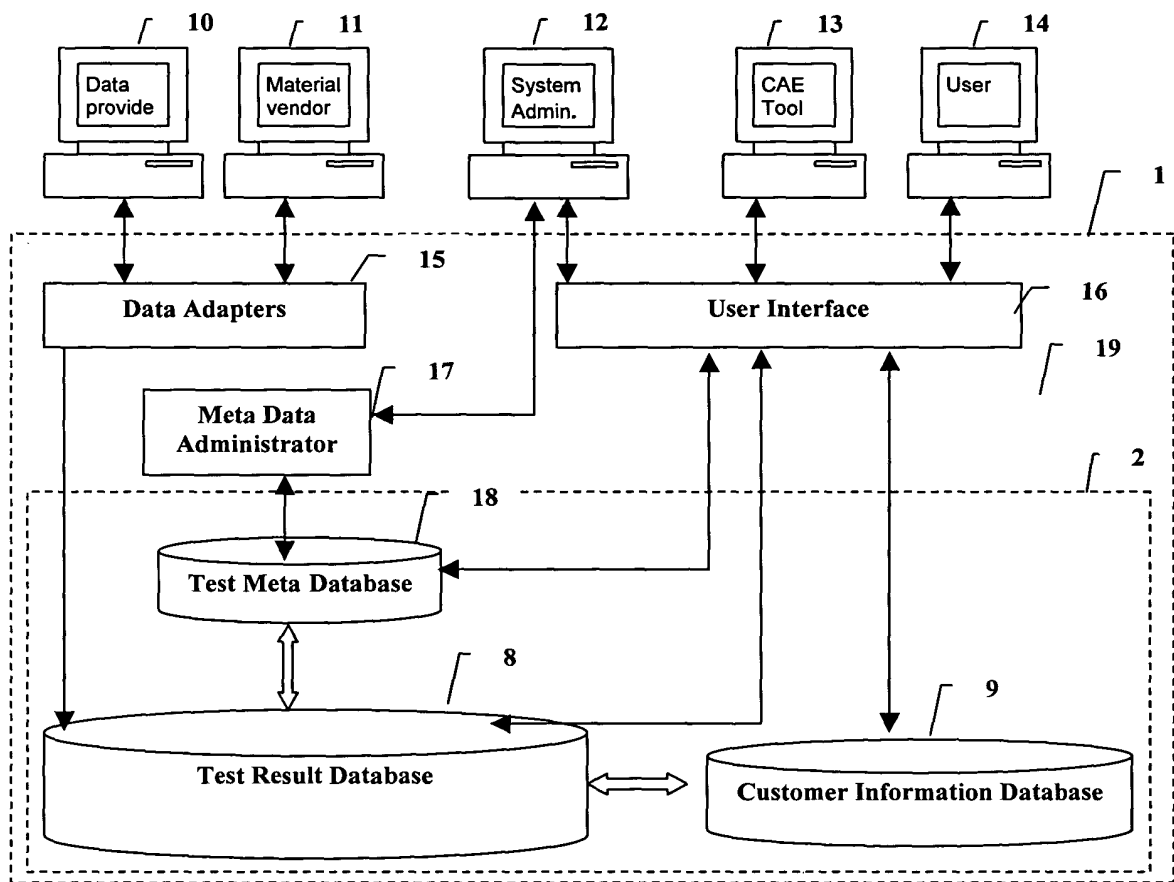 10
11
12
13
14
Data
provide
Material
vendor
System
Admin.
CAE
Tool
User
1
15
Data Adapters
User Interface
16
19
17
Meta Data
Administrator
2
18
Test Meta Database
8
9
Test Result Database
Customer Information Database